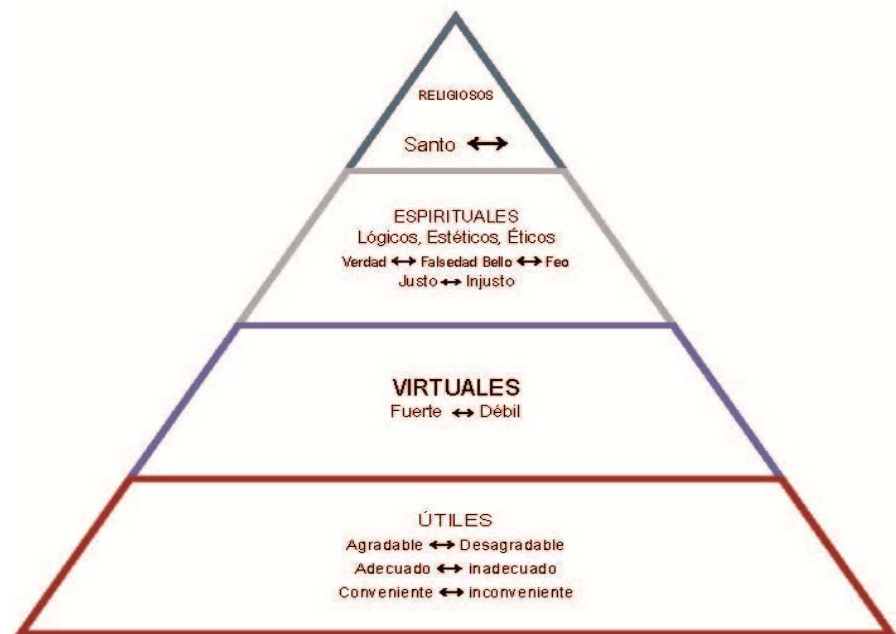 RELIGIOSOS
Santo ↔
ESPIRITUALES
Lógicos, Estéticos, Éticos
Verdad ↔ Falsedad Bello ↔ Feo
Justo ↔ Injusto
VIRTUALES
Fuerte ↔ Débil
ÚTILES
Agradable ↔ Desagradable
Adecuado ↔ inadecuado
Conveniente ↔ inconveniente